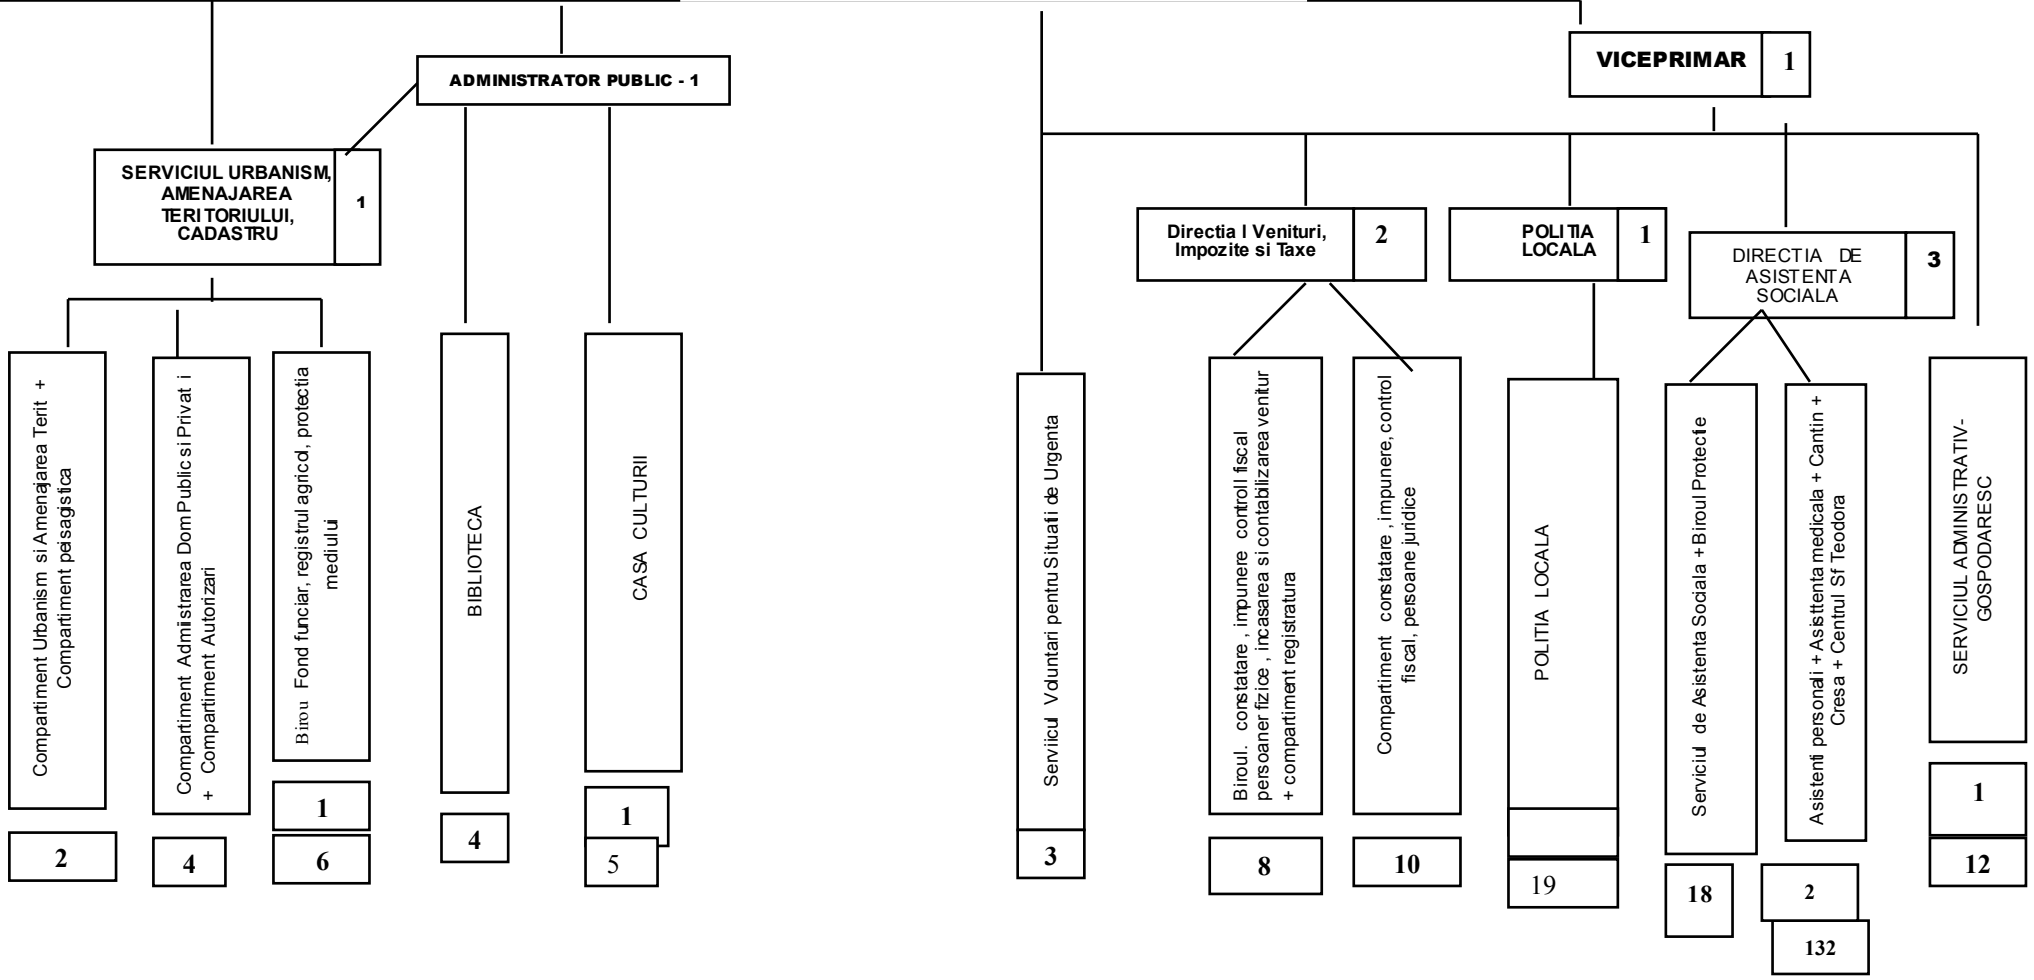 ADMINISTRATOR PUBLIC - 1
VICEPRIMAR
1
SERVICIUL URBANISM,
AMENAJAREA
TERITORIULUI,
CADASTRU
1
Directia I Venituri,
Impozite si Taxe
2
POLITIA
LOCALA
1
DIRECTIA DE
ASISTENTA
SOCIALA
3
Compartiment Urbanism si Amenajarea Terit +
Compartiment peisagistica
2
Compartiment Admiistrarea Dom Public si Privat i
+ Compartiment Autorizari
4
Birou Fond funciar, registrul agricol, protectia
mediului
1
6
BIBLIOTECA
4
CASA CULTURII
1
5
Serviicul Voluntari pentru Situatii de Urgenta
3
Biroul. constatare , impunere controll fiscal
persoaner fizice , incasarea si contabilizarea venitur
+ compartiment registratura
8
Compartiment constatare , impunere, control
fiscal, persoane juridice
10
POLITIA LOCALA
19
Serviciul de Asistenta Sociala + Biroul Protectie
18
Asistenti personali + Asisttenta medicala + Cantin +
Cresa + Centrul Sf Teodora
2
132
SERVICIUL ADMINISTRATIV-
GOSPODARESC
1
12